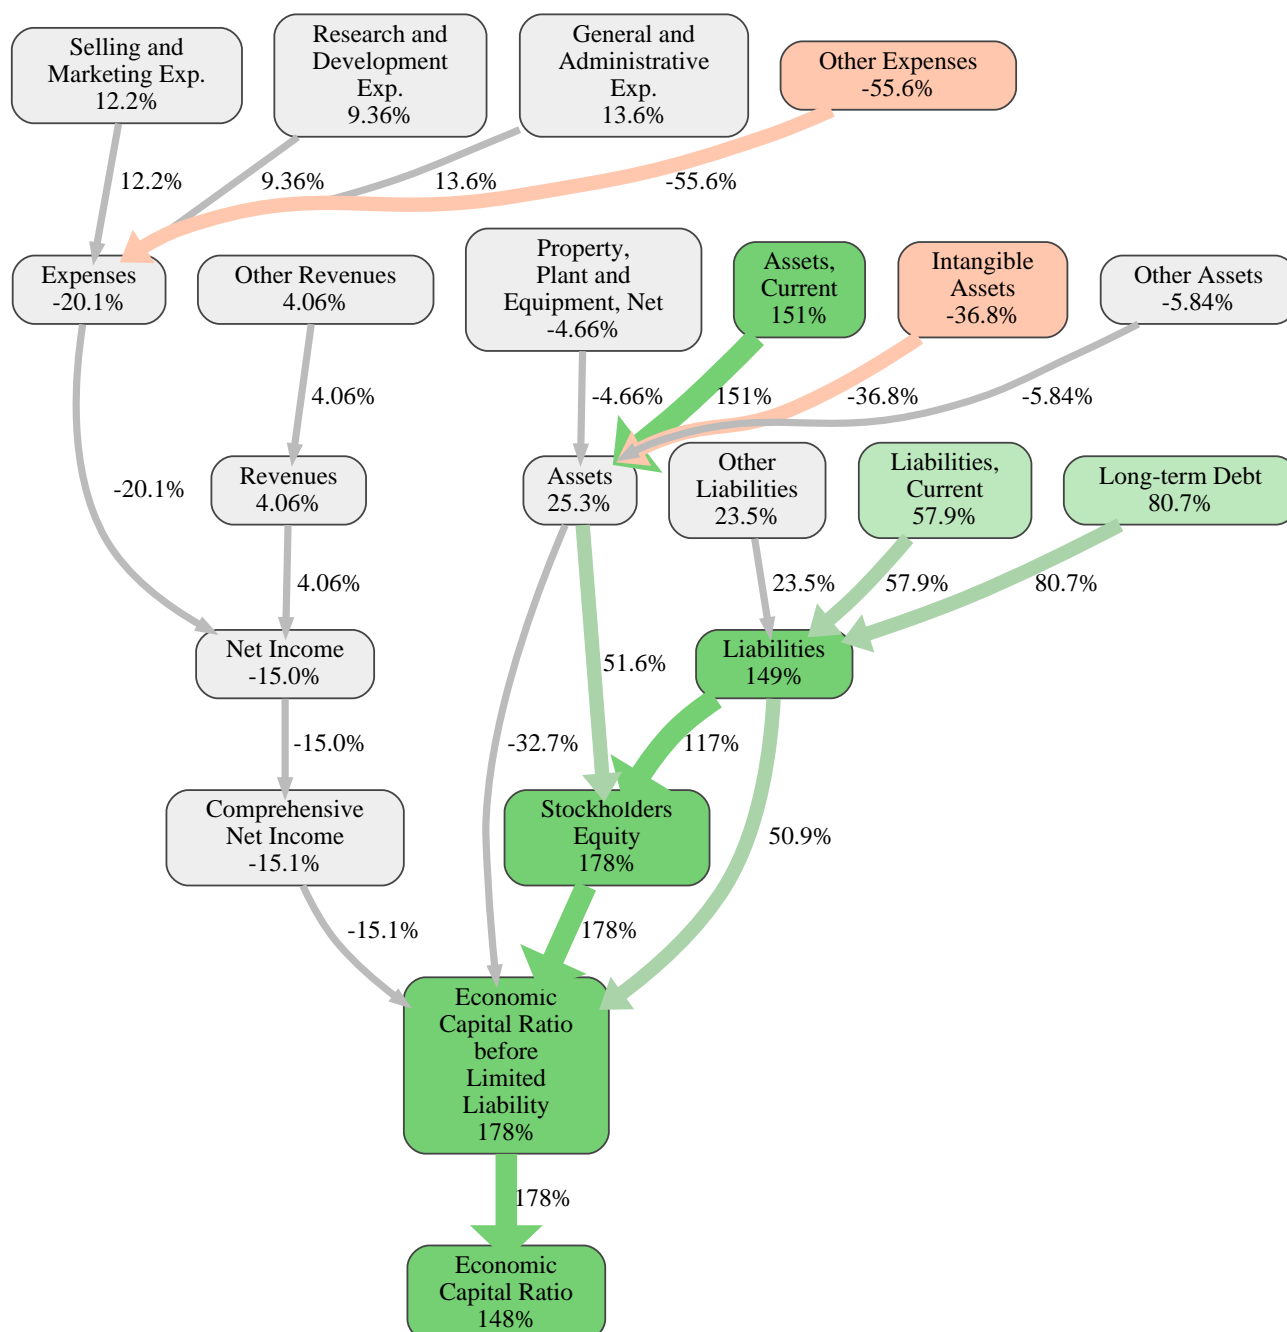 Selling and
Marketing Exp.
12.2%
Research and
Development
Exp.
9.36%
General and
Administrative
Exp.
13.6%
Other Expenses
-55.6%
12.2%
9.36%
13.6%
-55.6%
Expenses
-20.1%
Other Revenues
4.06%
Property,
Plant and
Equipment, Net
-4.66%
Assets,
Current
151%
Intangible
Assets
-36.8%
Other Assets
-5.84%
4.06%
-4.66%
151%
-36.8%
-5.84%
-20.1%
Revenues
4.06%
Assets
25.3%
Other
Liabilities
23.5%
Liabilities,
Current
57.9%
Long-term Debt
80.7%
4.06%
23.5%
57.9%
80.7%
Net Income
-15.0%
51.6%
Liabilities
149%
-15.0%
-32.7%
117%
Comprehensive
Net Income
-15.1%
Stockholders
Equity
178%
50.9%
-15.1%
178%
Economic
Capital Ratio
before
Limited
Liability
178%
178%
Economic
Capital Ratio
148%